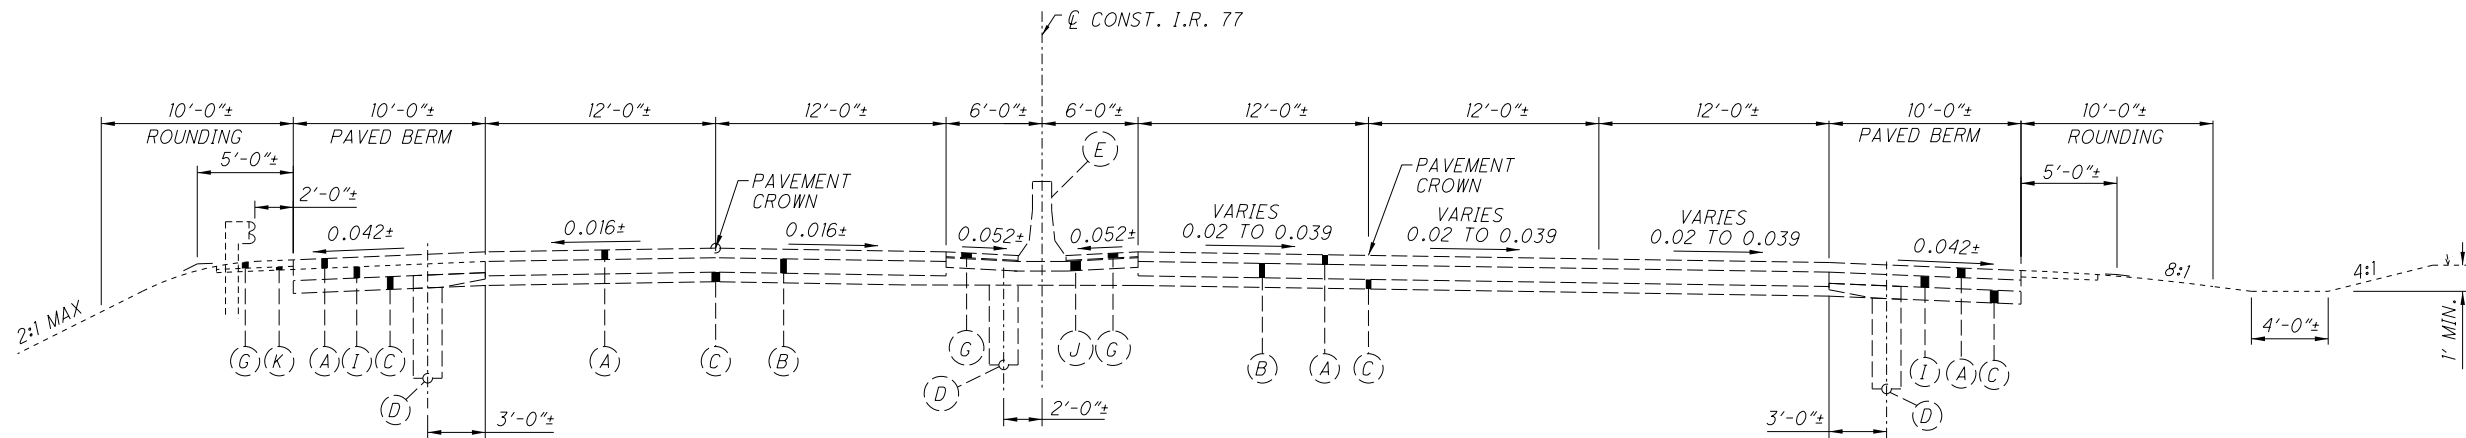 ℄ CONST. I.R. 77
10'-0"± 10'-0"± 12'-0"± 12'-0"± 6'-0"± 6'-0"± 12'-0"± 12'-0"± 12'-0"± 10'-0"± 10'-0"±
ROUNDING PAVED BERM PAVED BERM ROUNDING
E
5'-0"± PAVEMENT PAVEMENT 5'-0"±
CROWN CROWN
2'-0"±
VARIES VARIES VARIES
0.042± 0.016± 0.016± 0.052± 0.052± 0.02 TO 0.039 0.02 TO 0.039 0.02 TO 0.039 0.042±
8:1 4:1
2:1 MAX
4'-0"±
1' MIN.
G K A I C A C B G J G B A C I A C
D D D
3'-0"± 2'-0"± 3'-0"±